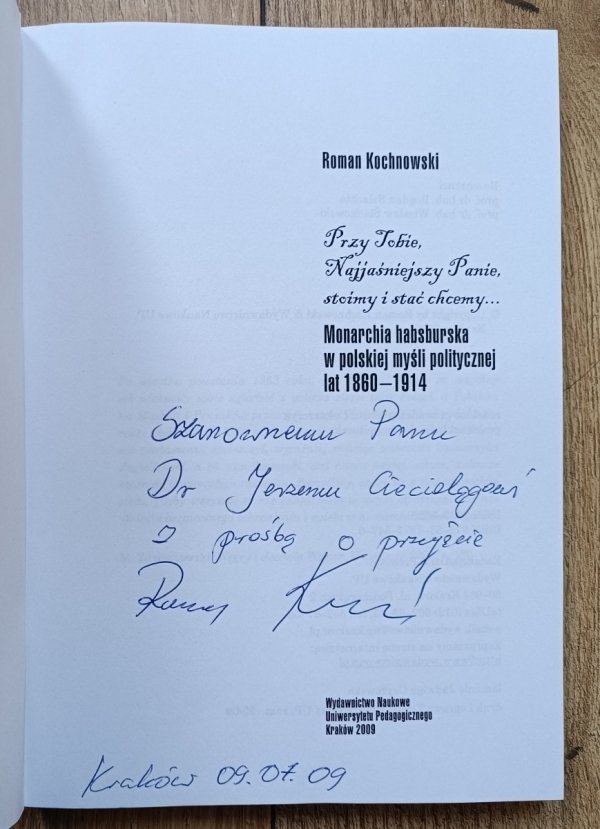 Roman Kochnowski
Przy Tobie,
Najjaśniejszy Panie,
stoimy i stać chcemy...
Monarchia habsburska
w polskiej myśli politycznej
lat 1860–1914
Szanownemu Panu
Dr Jerzemu Ciecielągowi
z prośbą o przyjęcie
Roman
Wydawnictwo Naukowe
Uniwersytetu Pedagogicznego
Kraków 2009
Kraków 09.07.09